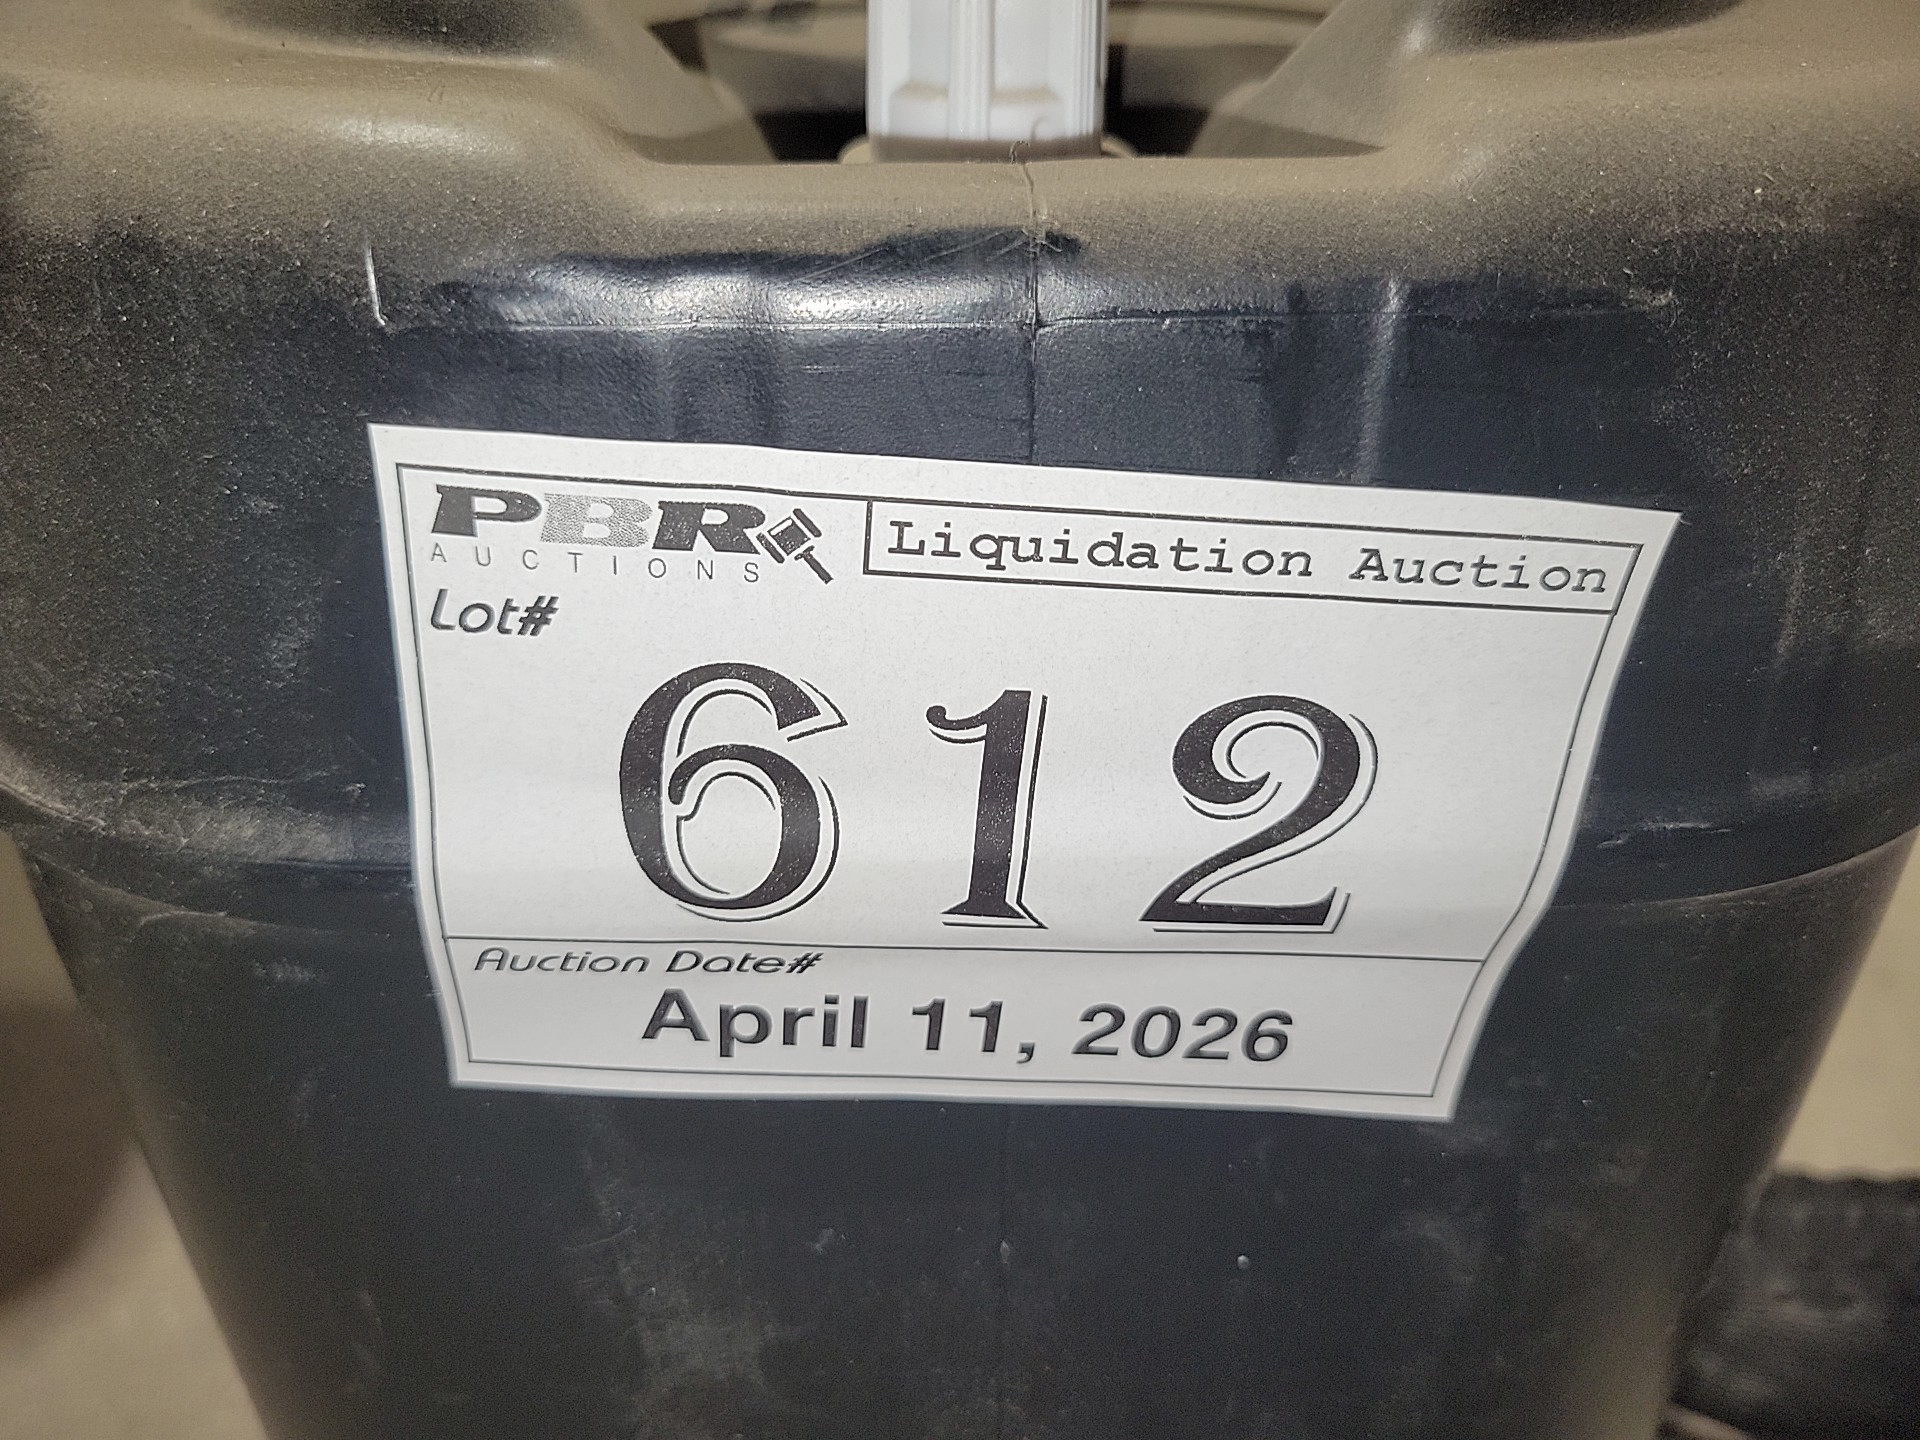 PBR
AUCTIONS
Liquidation Auction
Lot#
612
Auction Date#
April 11, 2026